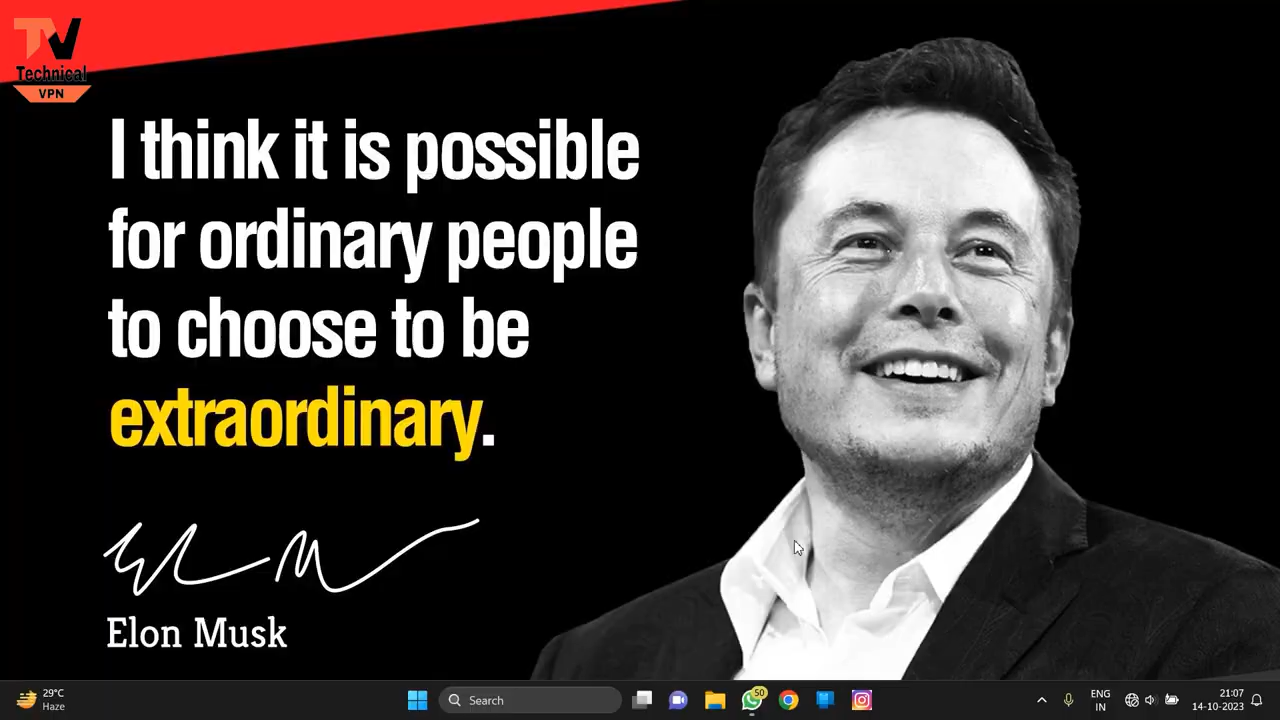 TV
Technical
VPN
I think it is possible
for ordinary people
to choose to be
extraordinary.
Elon Musk
29°C
Haze
Search
50
ENG
IN
21:07
14-10-2023